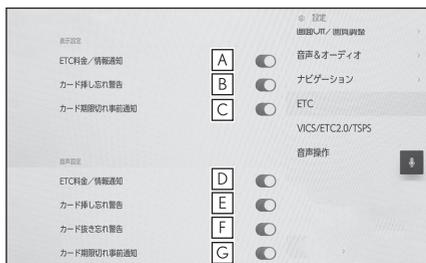 表示設定
ETC料金/情報通知 A
カード挿し忘れ警告 B
カード期限切れ事前通知 C
音声設定
ETC料金/情報通知 D
カード挿し忘れ警告 E
カード抜き忘れ警告 F
カード期限切れ事前通知 G
設定
画面Off/画質調整
音声&オーディオ
ナビゲーション
ETC
VICS/ETC2.0/TSPS
音声操作